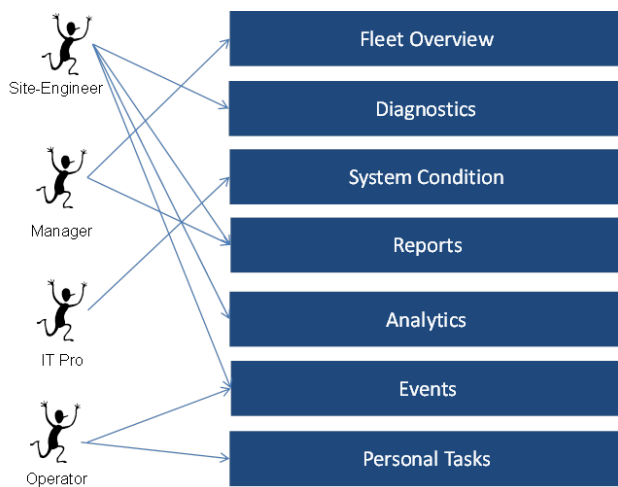 Site-Engineer
Manager
IT Pro
Operator
Fleet Overview
Diagnostics
System Condition
Reports
Analytics
Events
Personal Tasks